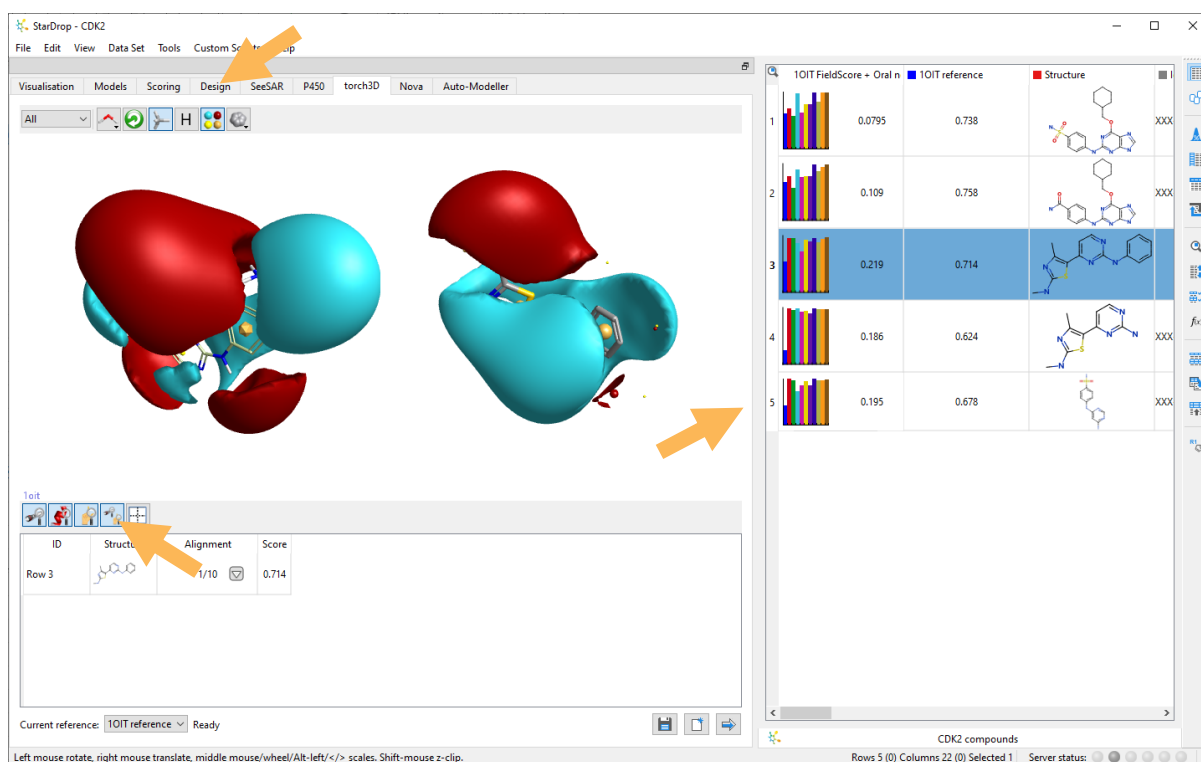 StarDrop - CDK2
File Edit View Data Set Tools Custom
Visualisation Models Scoring Design SeeSAR P450 torch3D Nova Auto-Modeller
All
H
1OIT FieldScore + Oral n 1OIT reference Structure
1 0.0795 0.738 XXX
2 0.109 0.758 XXX
3 0.219 0.714
4 0.186 0.624 XXX
5 0.195 0.678 XXX
1oit
ID Alignment Score
Row 3 1/10 0.714
Current reference: 1OIT reference Ready
CDK2 compounds
Left mouse rotate, right mouse translate, middle mouse/wheel/Alt-left/</> scales. Shift-mouse z-clip.
Rows 5 (0) Columns 22 (0) Selected 1 Server status: